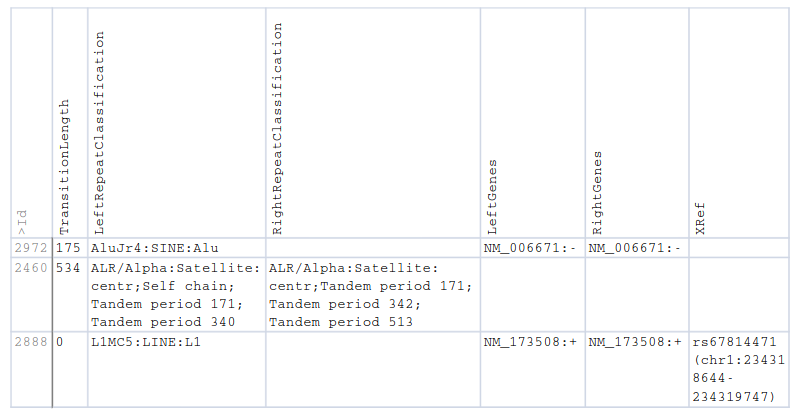 >Id
TransitionLength
LeftRepeatClassification
RightRepeatClassification
LeftGenes
RightGenes
XRef
2972 175 AluJr4:SINE:Alu NM_006671:- NM_006671:-
2460 534 ALR/Alpha:Satellite: ALR/Alpha:Satellite:
centr;Self chain; centr;Tandem period 171;
Tandem period 171; Tandem period 342;
Tandem period 340 Tandem period 513
2888 0 L1MC5:LINE:L1 NM_173508:+ NM_173508:+ rs67814471
(chr1:23431
8644-
234319747)